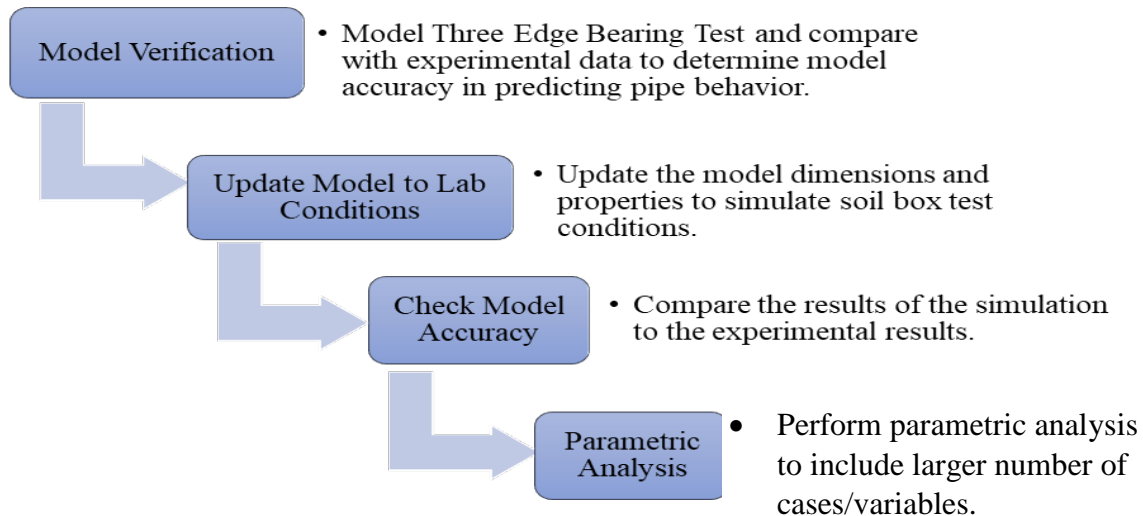 Model Verification
• Model Three Edge Bearing Test and compare
with experimental data to determine model
accuracy in predicting pipe behavior.
Update Model to Lab
Conditions
• Update the model dimensions and
properties to simulate soil box test
conditions.
Check Model
Accuracy
• Compare the results of the simulation
to the experimental results.
Parametric
Analysis
• Perform parametric analysis
to include larger number of
cases/variables.